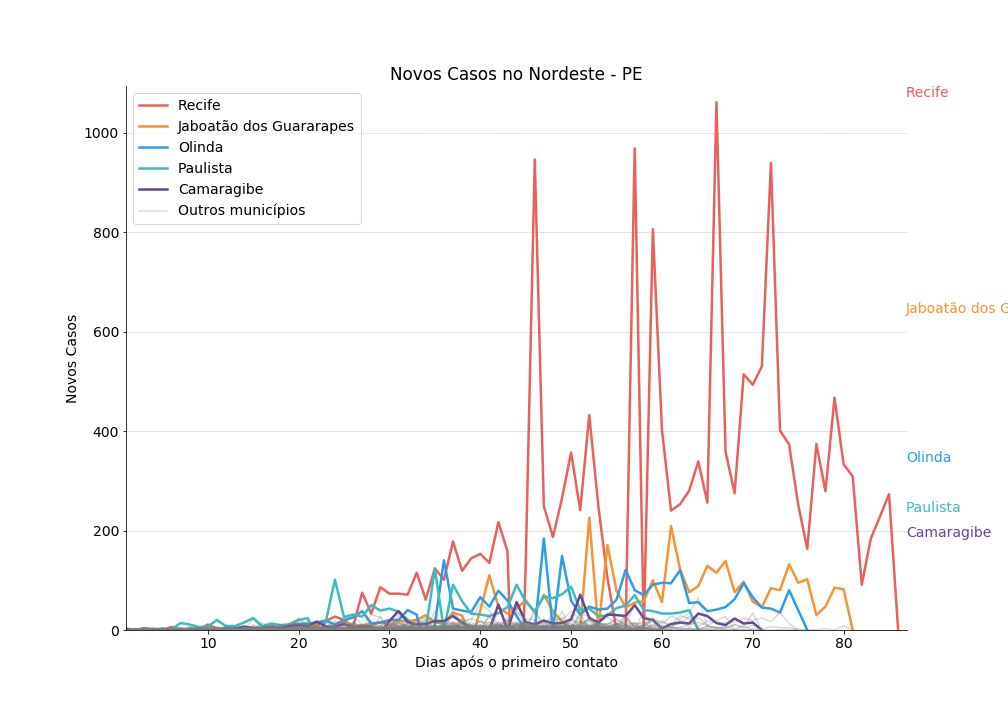 Novos Casos no Nordeste - PE
Recife
Jaboatão dos Guararapes
Olinda
Paulista
Camaragibe
Outros municípios
Recife
Jaboatão dos G
Olinda
Paulista
Camaragibe
Novos Casos
1000
800
600
400
200
0
10
20
30
40
50
60
70
80
Dias após o primeiro contato